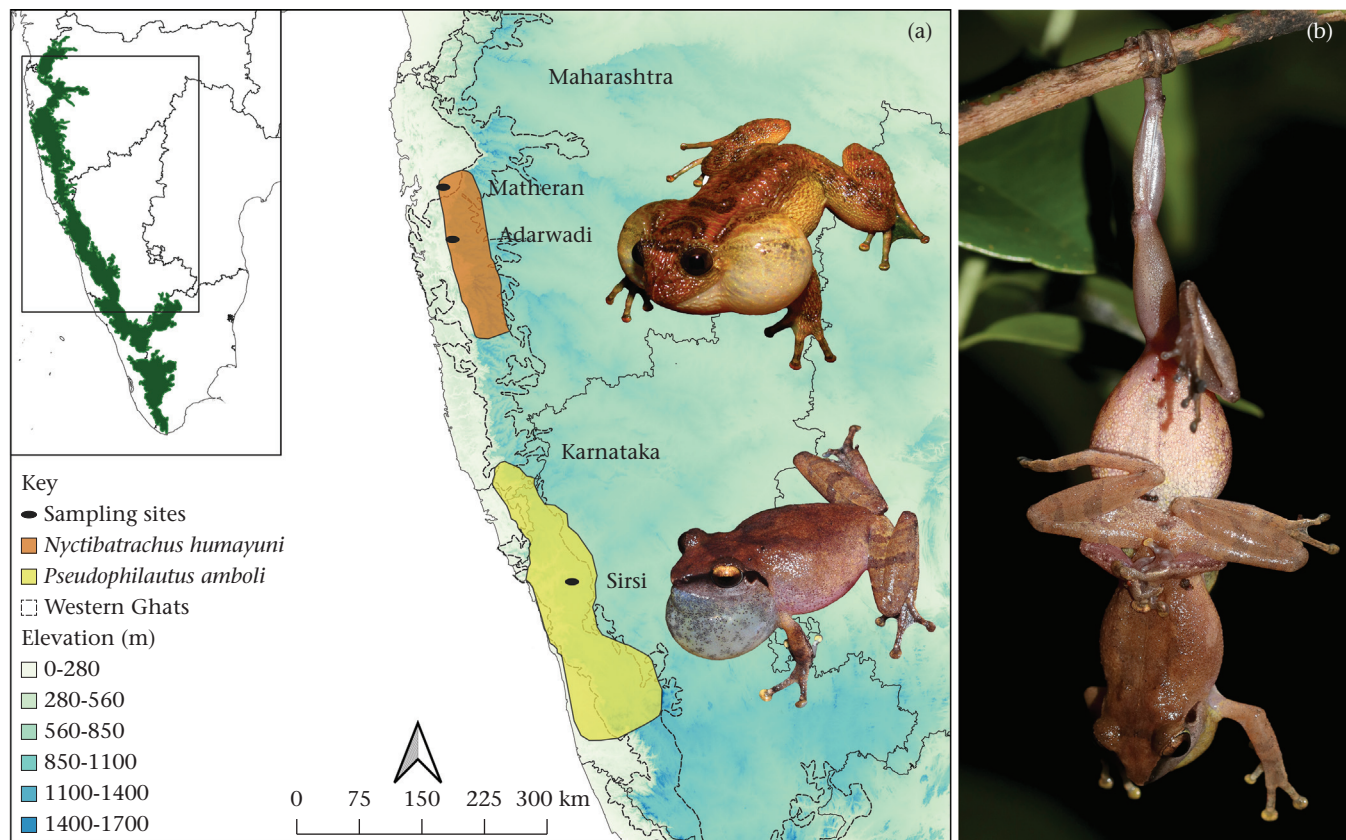 (a)
Maharashtra
Matheran
Adarwadi
Karnataka
Sirsi
Key
Sampling sites
Nyctibatrachus humayuni
Pseudophilautus amboli
Western Ghats
Elevation (m)
0-280
280-560
560-850
850-1100
1100-1400
1400-1700
0 75 150 225 300 km
(b)